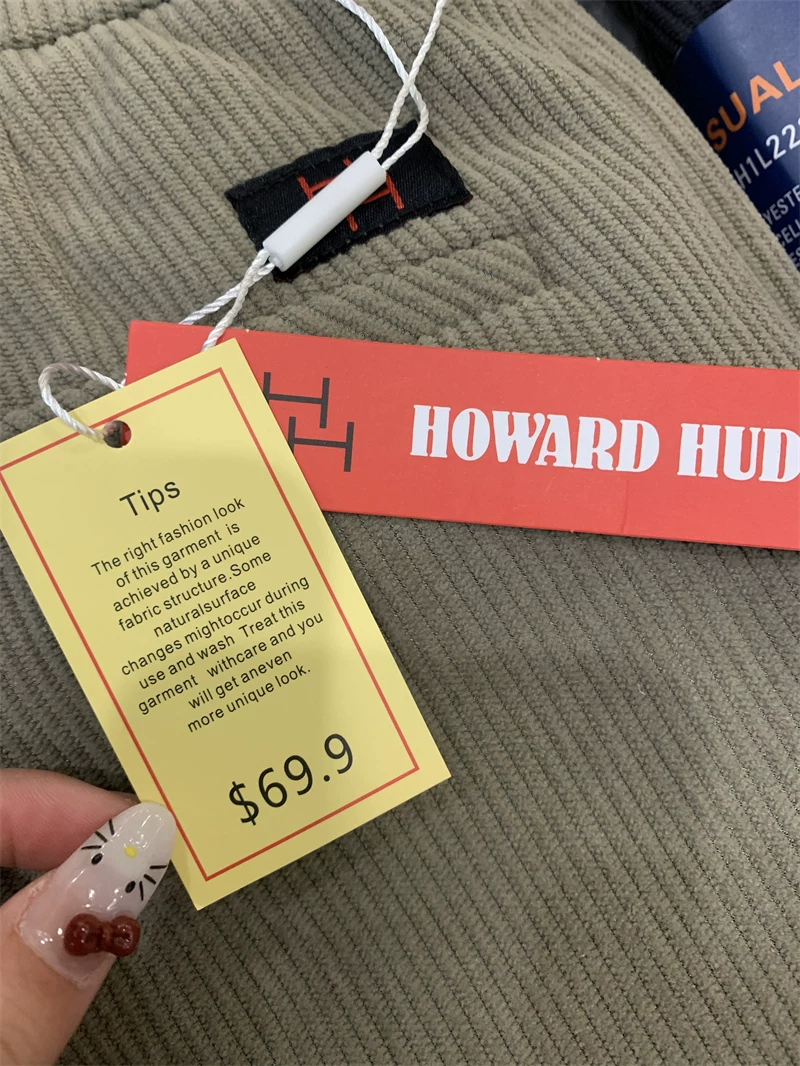 SUAL
H1L22
HOWARD HUD
Tips
The right fashion look
of this garment is
achieved by a unique
fabric structure.Some
naturalsurface
changes mightoccur during
use and wash Treat this
garment withcare and you
will get aneven
more unique look.
$69.9